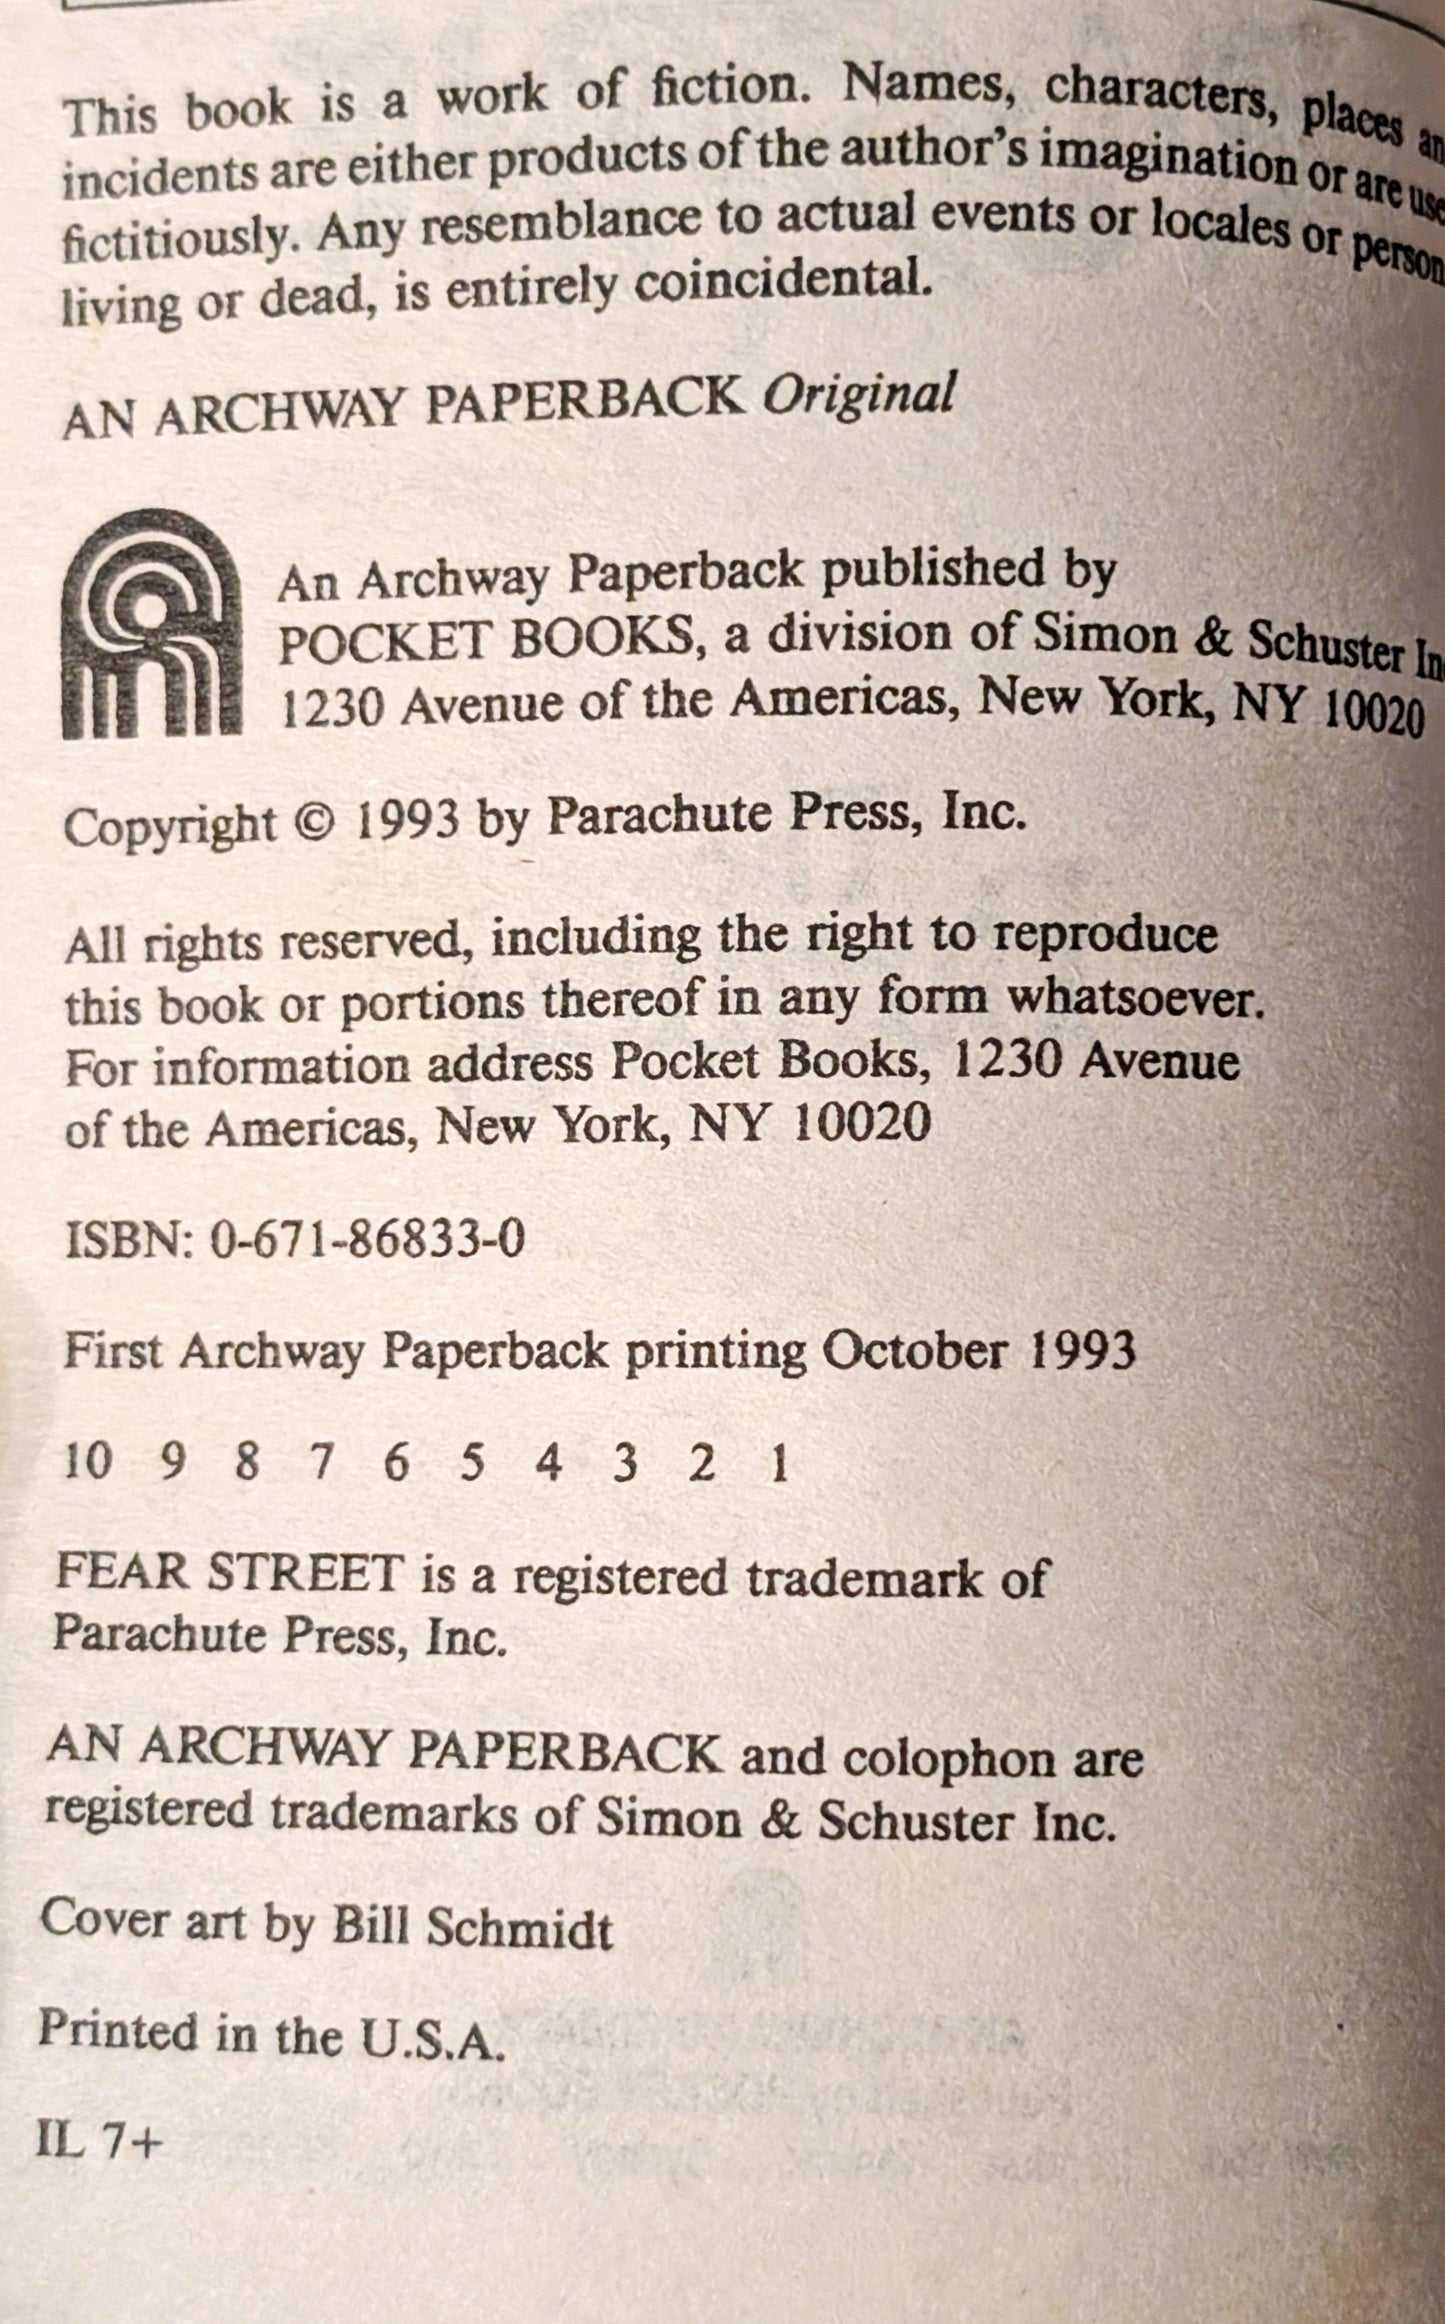 This book is a work of fiction. Names, characters, places an
incidents are either products of the author's imagination or are use
fictitiously. Any resemblance to actual events or locales or person
living or dead, is entirely coincidental.
AN ARCHWAY PAPERBACK Original
An Archway Paperback published by
POCKET BOOKS, a division of Simon & Schuster In
1230 Avenue of the Americas, New York, NY 10020
Copyright © 1993 by Parachute Press, Inc.
All rights reserved, including the right to reproduce
this book or portions thereof in any form whatsoever.
For information address Pocket Books, 1230 Avenue
of the Americas, New York, NY 10020
ISBN: 0-671-86833-0
First Archway Paperback printing October 1993
10 9 8 7 6 5 4 3 2 1
FEAR STREET is a registered trademark of
Parachute Press, Inc.
AN ARCHWAY PAPERBACK and colophon are
registered trademarks of Simon & Schuster Inc.
Cover art by Bill Schmidt
Printed in the U.S.A.
IL 7+